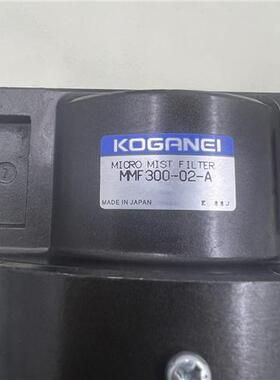 KOGANEI
MICRO MIST FILTER
MMF300-02-A
MADE IN JAPAN